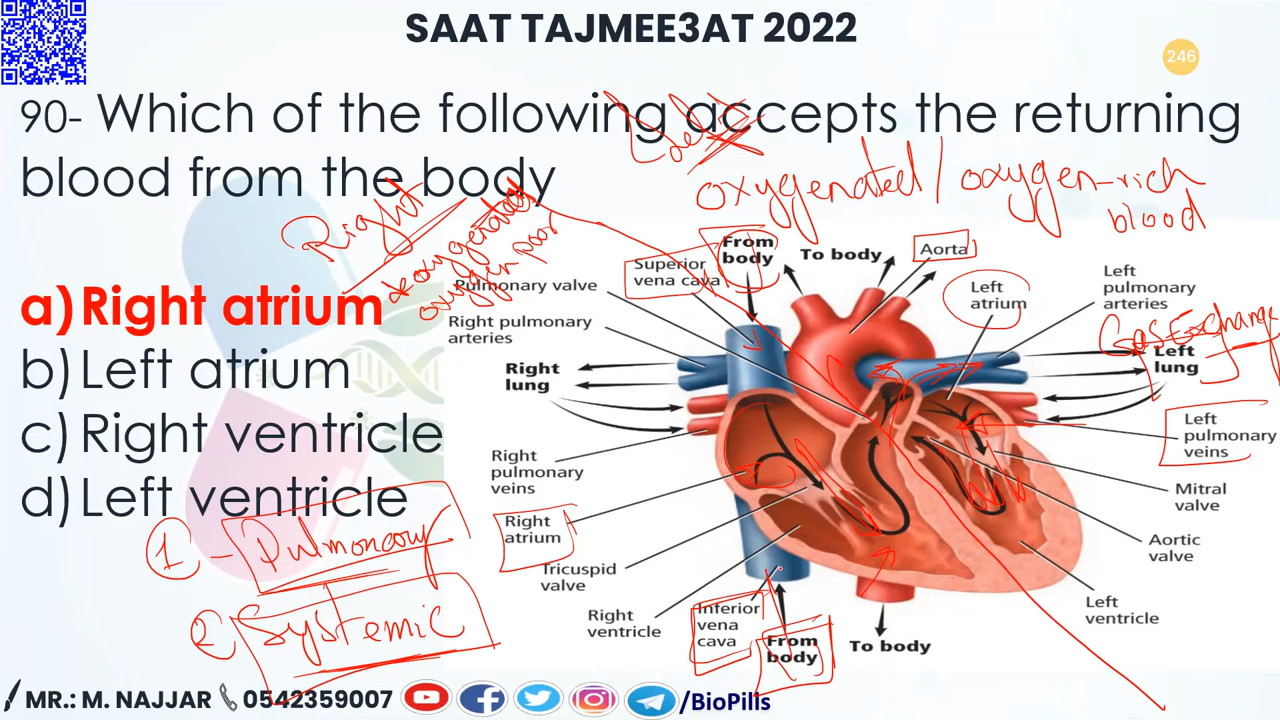 SAAT TAJMEE3AT 2022
246
90- Which of the following accepts the returning
blood from the body
Left
oxygenated / oxygen-rich
blood
Right
deoxygenated
oxygen poor
a) Right atrium
b) Left atrium
c) Right ventricle
d) Left ventricle
① - Pulmonary
② Systemic
Superior
vena cava
From
body
To body
Aorta
Left
atrium
Left
pulmonary
arteries
Pulmonary valve
Right pulmonary
arteries
Right
lung
Gas Exchange
Left
lung
Left
pulmonary
veins
Right
pulmonary
veins
Mitral
valve
Right
atrium
Aortic
valve
Tricuspid
valve
Left
ventricle
Right
ventricle
Inferior
vena
cava
From
body
To body
MR.: M. NAJJAR 0542359007 /BioPills